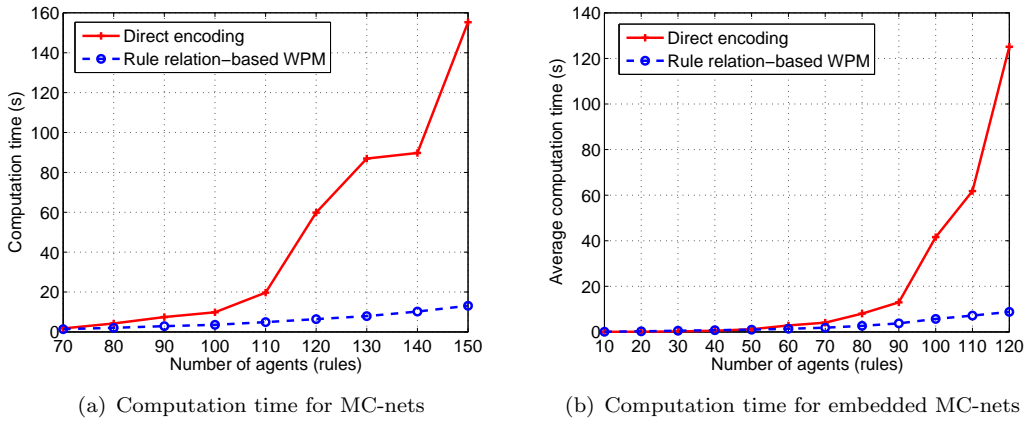 160
140
120
100
80
60
40
20
0
Computation time (s)
Direct encoding
Rule relation−based WPM
70 80 90 100 110 120 130 140 150
Number of agents (rules)
(a) Computation time for MC-nets
140
120
100
80
60
40
20
0
Average computation time (s)
Direct encoding
Rule relation−based WPM
10 20 30 40 50 60 70 80 90 100 110 120
Number of agents (rules)
(b) Computation time for embedded MC-nets